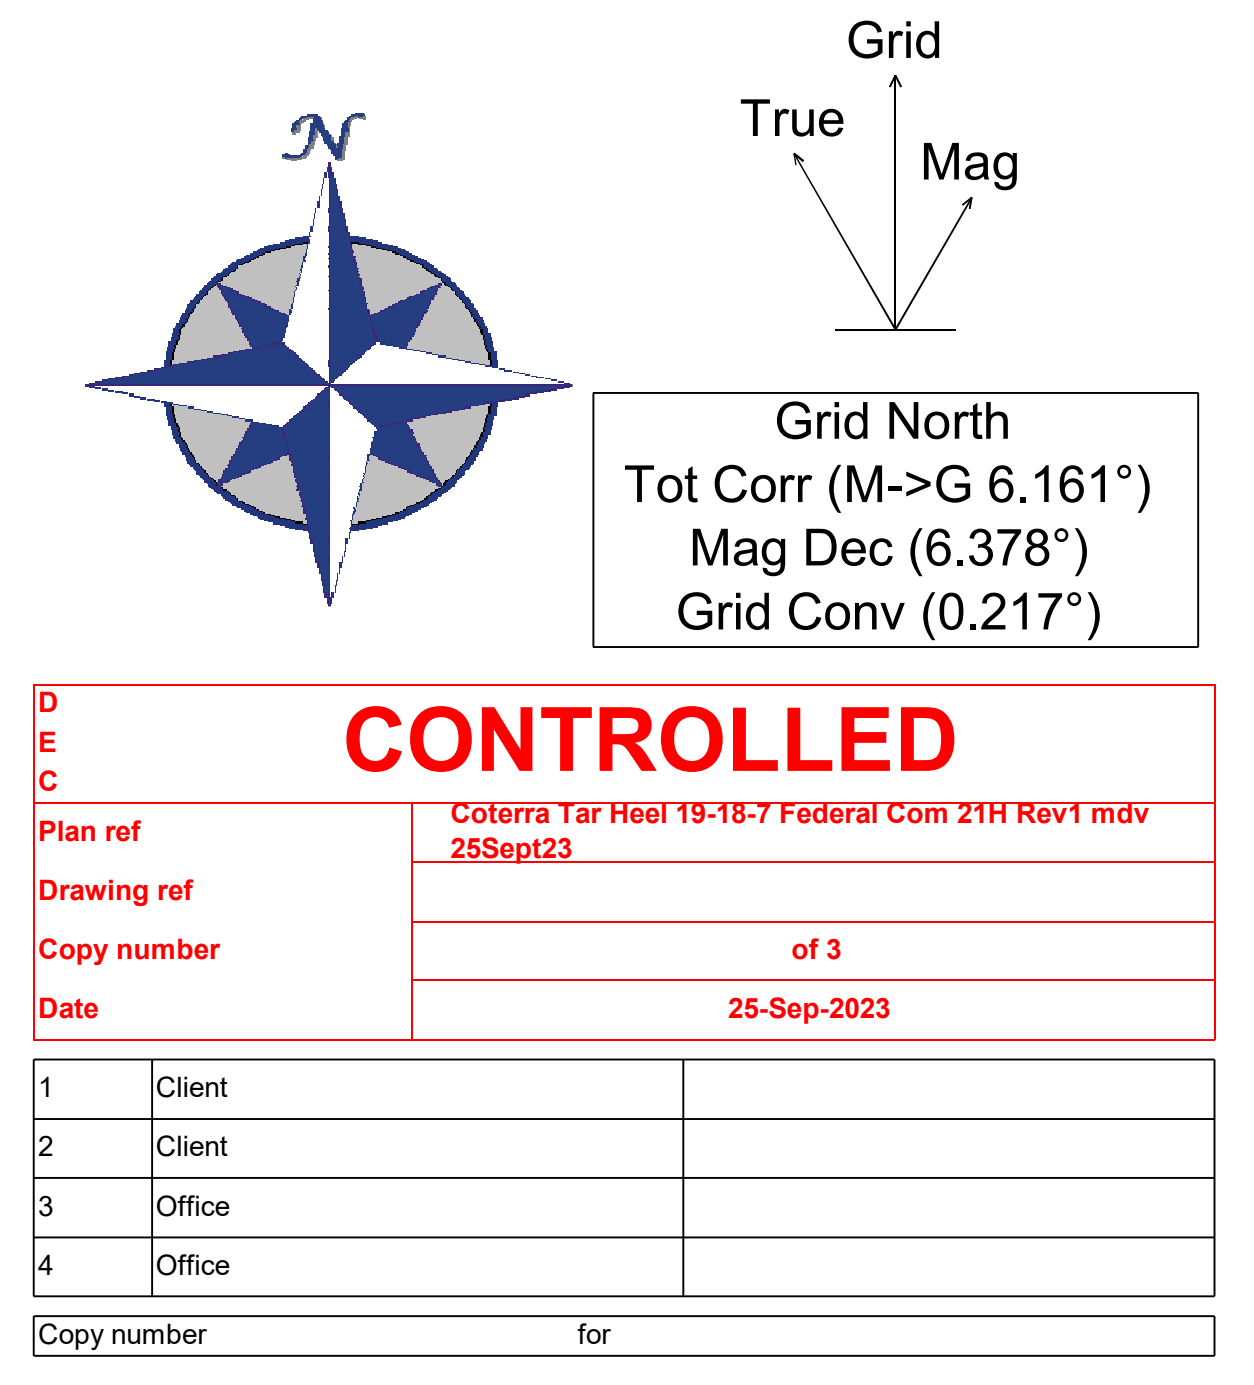 Grid
True
Mag
N
Grid North
Tot Corr (M->G 6.161°)
Mag Dec (6.378°)
Grid Conv (0.217°)
D
E
C
CONTROLLED
Plan ref
Coterra Tar Heel 19-18-7 Federal Com 21H Rev1 mdv
25Sept23
Drawing ref
Copy number of 3
Date 25-Sep-2023
1 Client
2 Client
3 Office
4 Office
Copy number for